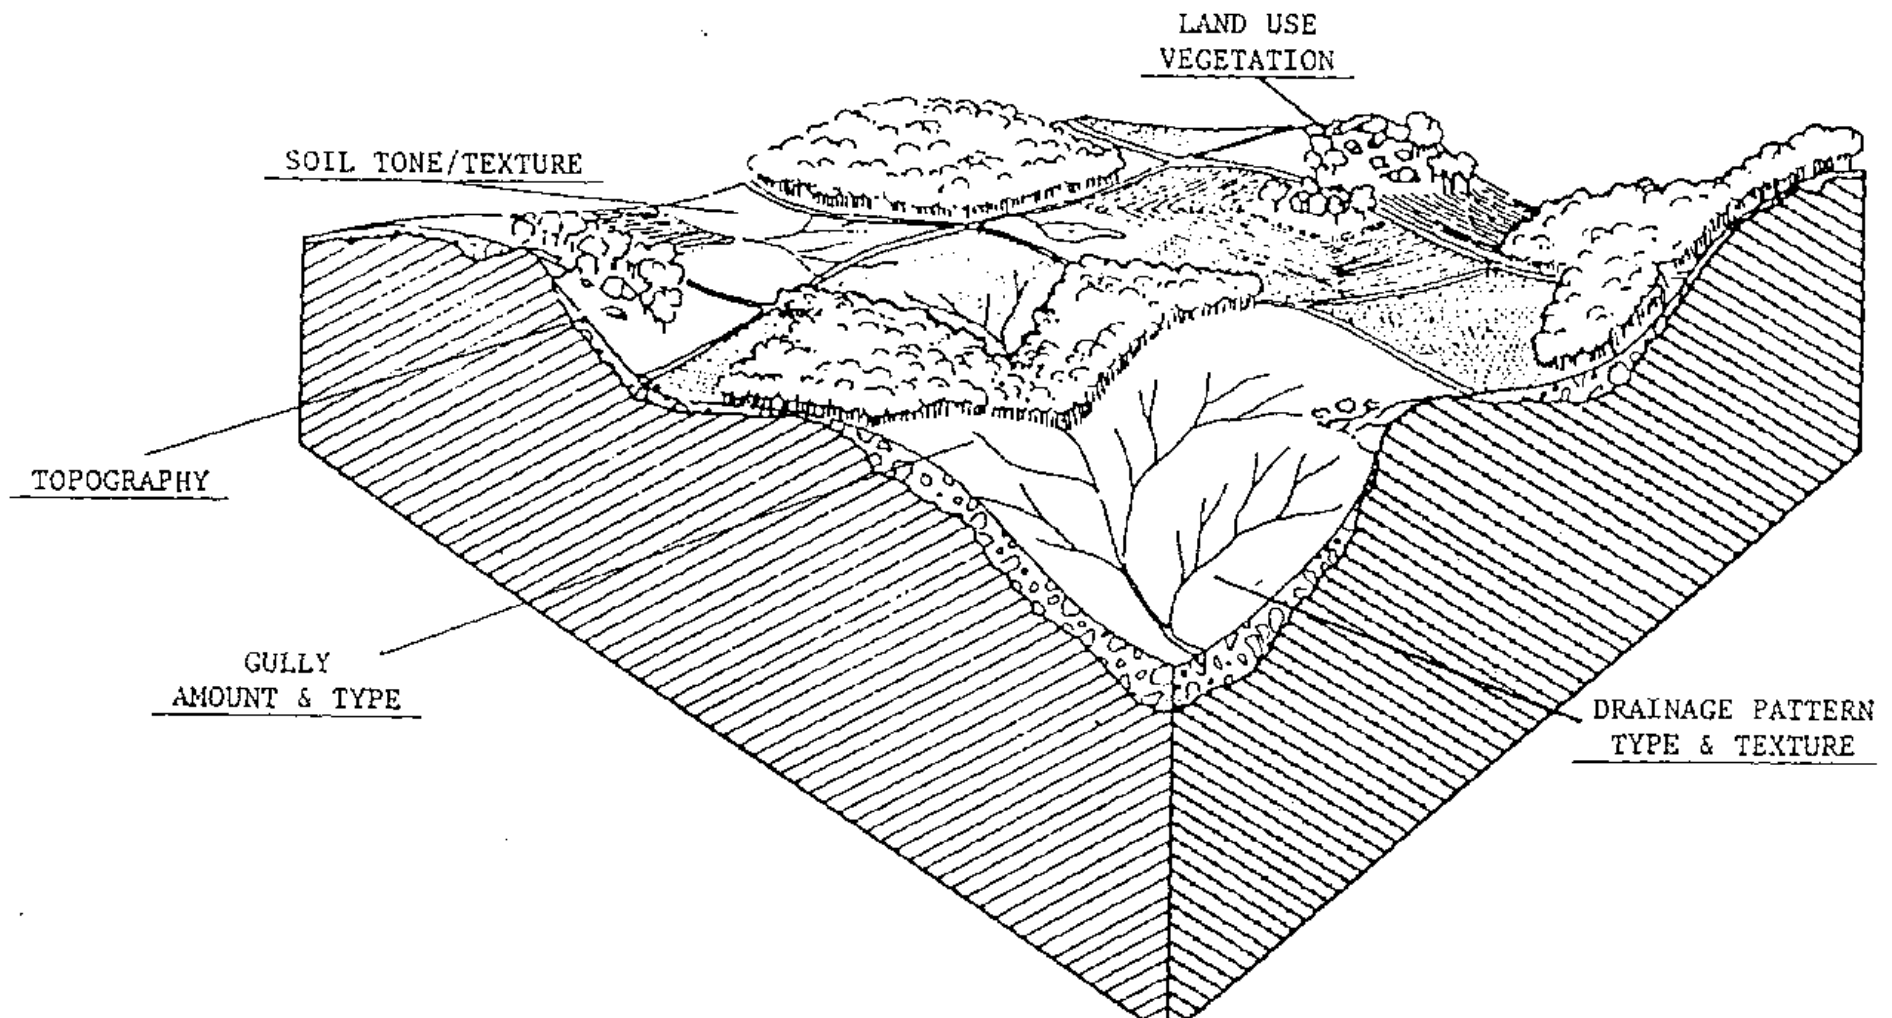 LAND USE
VEGETATION
SOIL TONE/TEXTURE
TOPOGRAPHY
GULLY
AMOUNT & TYPE
DRAINAGE PATTERN
TYPE & TEXTURE